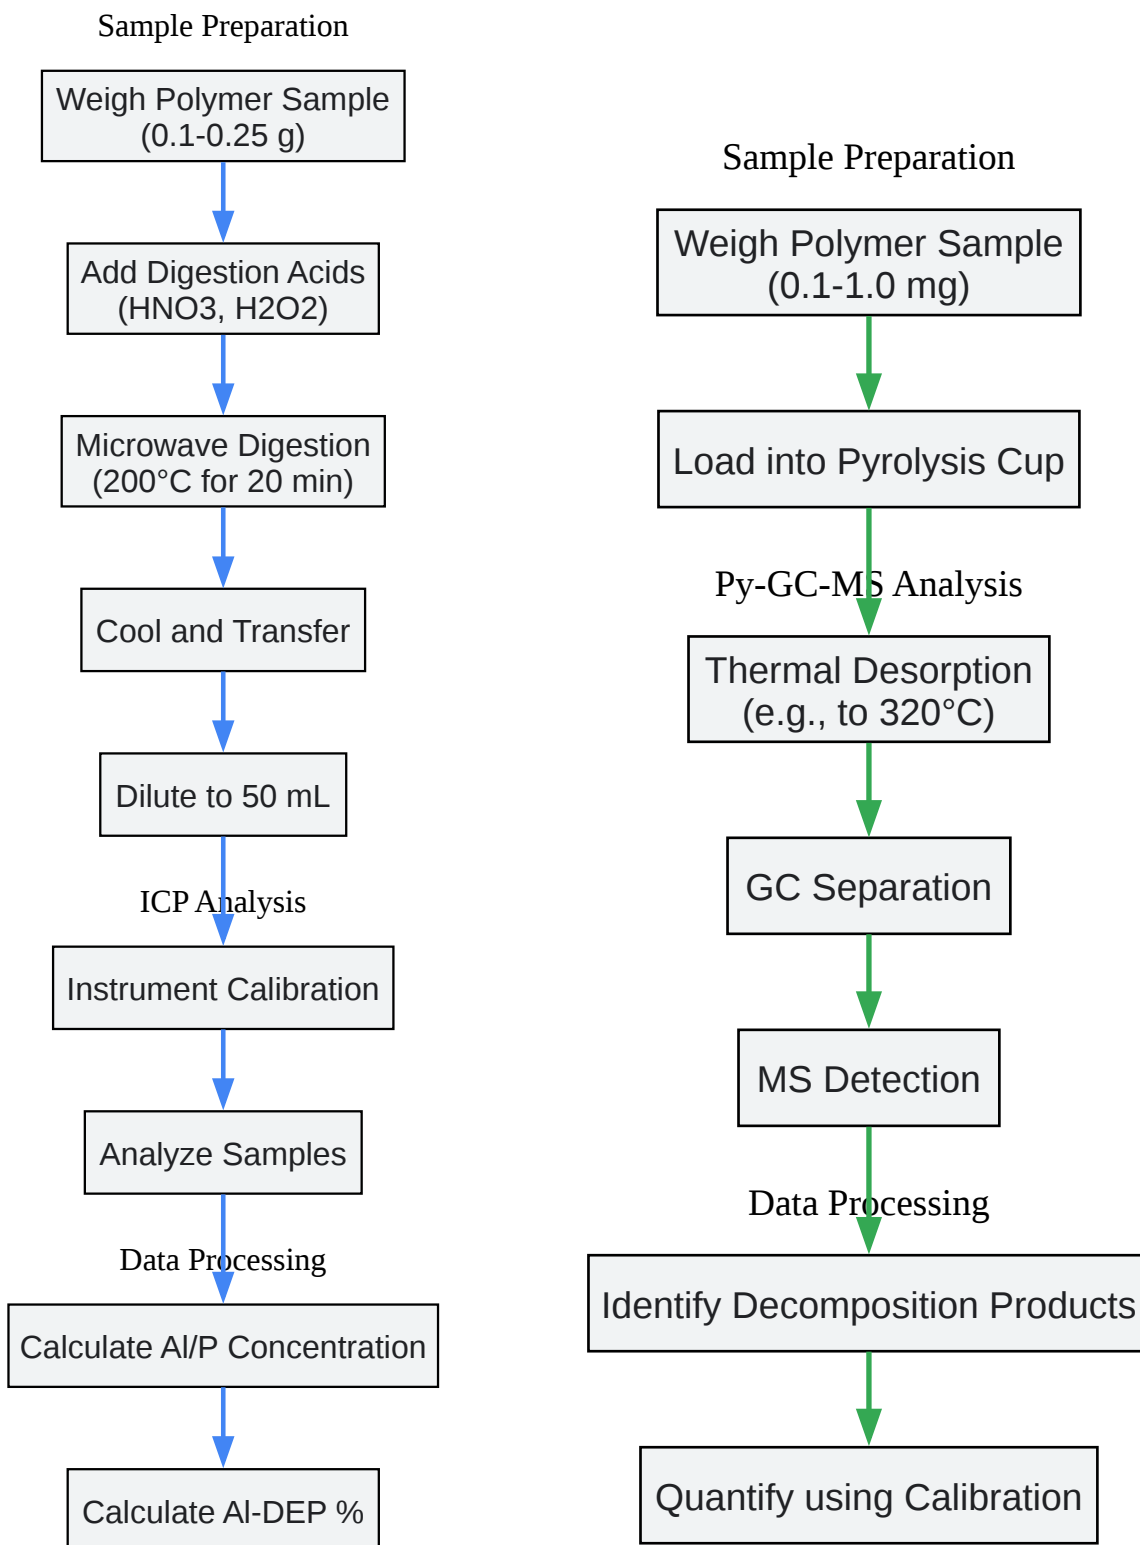 Sample Preparation
Weigh Polymer Sample
(0.1-0.25 g)
Add Digestion Acids
(HNO3, H2O2)
Microwave Digestion
(200°C for 20 min)
Cool and Transfer
Dilute to 50 mL
ICP Analysis
Instrument Calibration
Analyze Samples
Data Processing
Calculate Al/P Concentration
Calculate Al-DEP %
Sample Preparation
Weigh Polymer Sample
(0.1-1.0 mg)
Load into Pyrolysis Cup
Py-GC-MS Analysis
Thermal Desorption
(e.g., to 320°C)
GC Separation
MS Detection
Data Processing
Identify Decomposition Products
Quantify using Calibration